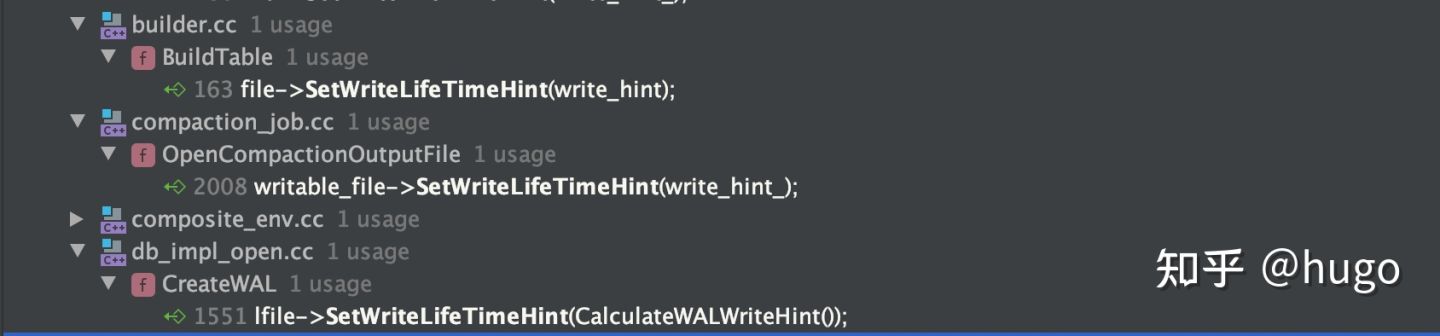 builder.cc 1 usage
C++
f BuildTable 1 usage
163 file->SetWriteLifeTimeHint(write_hint);
compaction_job.cc 1 usage
C++
f OpenCompactionOutputFile 1 usage
2008 writable_file->SetWriteLifeTimeHint(write_hint_);
composite_env.cc 1 usage
C++
db_impl_open.cc 1 usage
C++
f CreateWAL 1 usage
1551 lfile->SetWriteLifeTimeHint(CalculateWALWriteHint());
知乎 @hugo